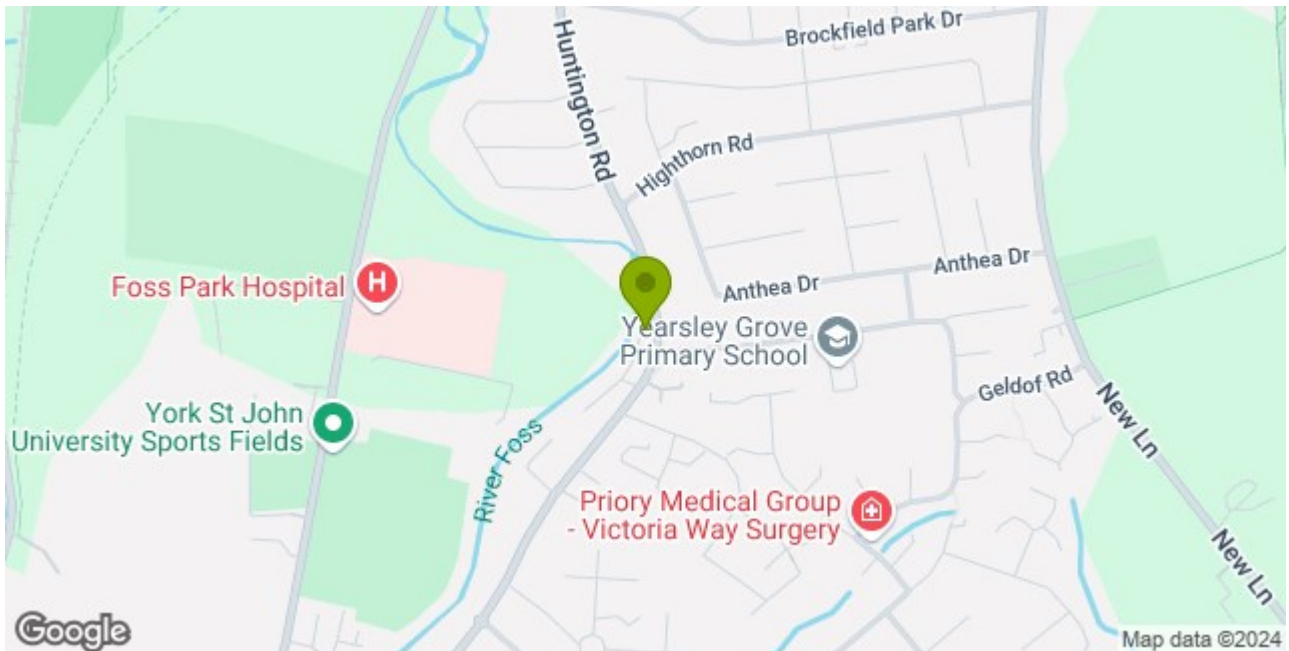 Brockfield Park Dr
Huntington Rd
Highthorn Rd
Foss Park Hospital
H
Anthea Dr
Anthea Dr
Yearsley Grove
Primary School
Geldof Rd
New Ln
York St John
University Sports Fields
River Foss
Priory Medical Group
- Victoria Way Surgery
New Ln
Google
Map data ©2024